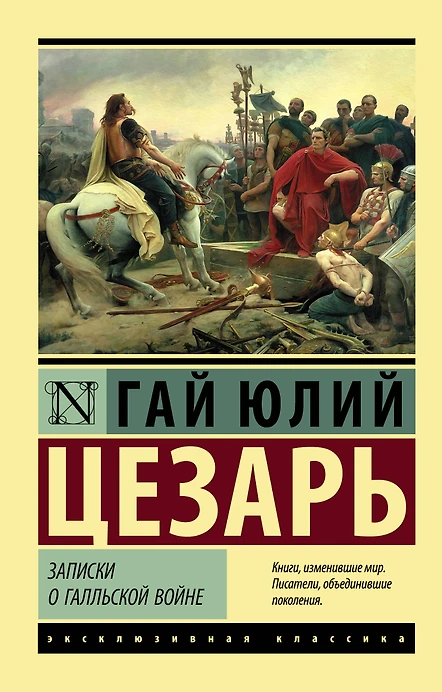 N
ГАЙ ЮЛИЙ
ЦЕЗАРЬ
ЗАПИСКИ
О ГАЛЛЬСКОЙ ВОЙНЕ
Книги, изменившие мир.
Писатели, объединившие
поколения.
эксклюзивная классика